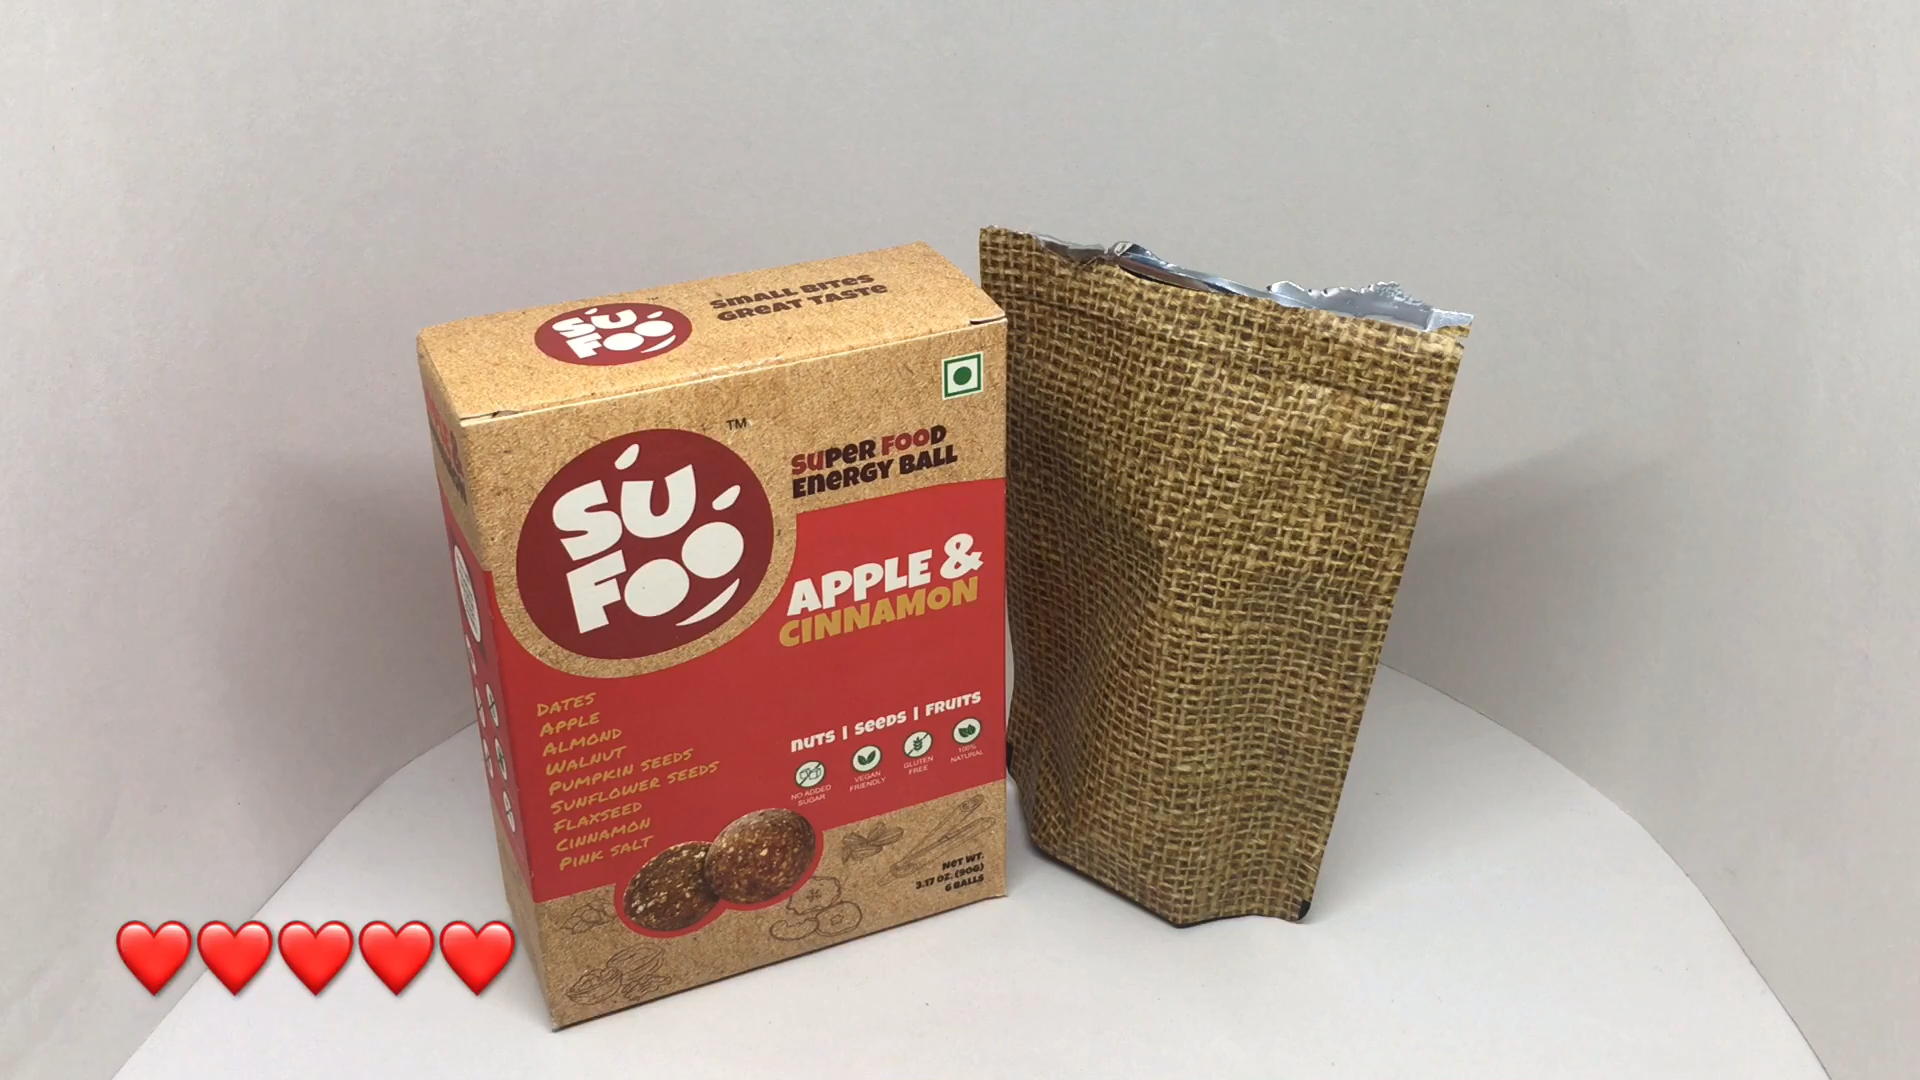 SU
FOO
™
SMALL BITES
GREAT TASTE
SU
FOO
TM
SUPER FOOD
ENERGY BALL
APPLE &
CINNAMON
DATES
APPLE
ALMOND
WALNUT
PUMPKIN SEEDS
SUNFLOWER SEEDS
FLAXSEED
CINNAMON
PINK SALT
NUTS | SEEDS | FRUITS
NO ADDED
SUGAR
VEGAN
FRIENDLY
GLUTEN
FREE
100%
NATURAL
NET WT.
3.17 OZ. (90G)
6 BALLS